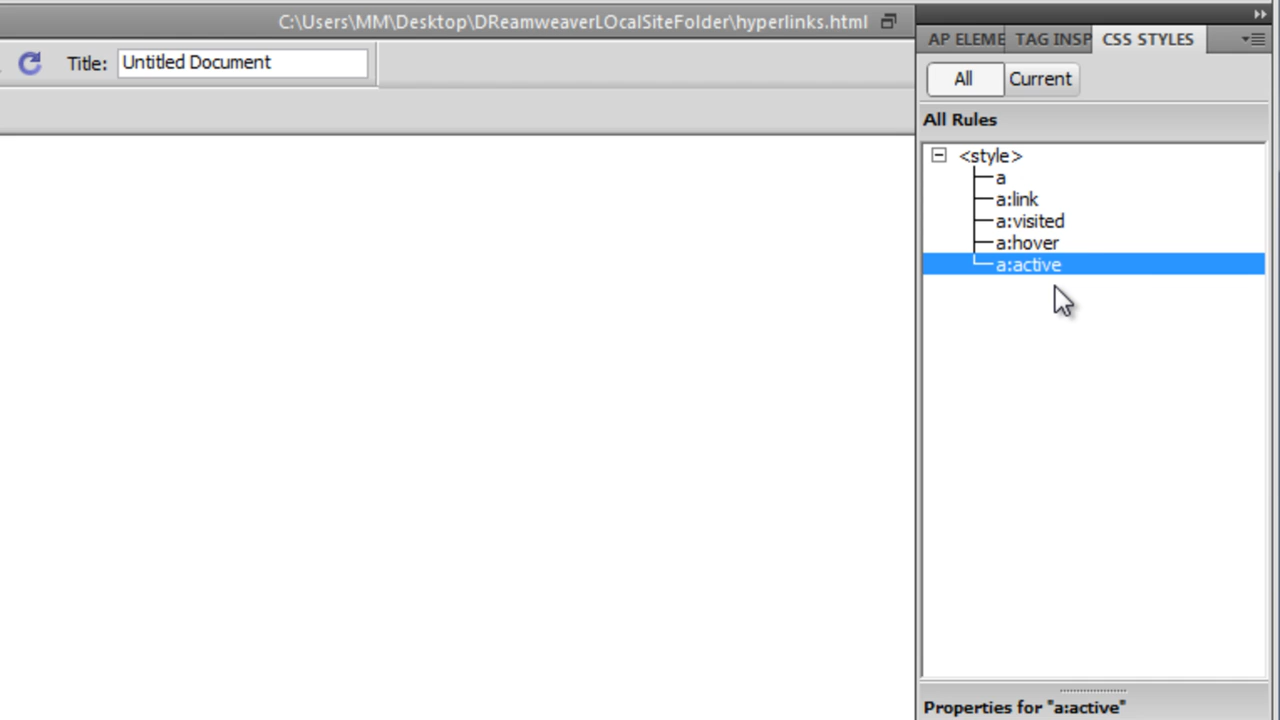 C:\Users\MM\Desktop\DReamweaverLOcalSiteFolder\hyperlinks.html
Title: Untitled Document
AP ELEME TAG INSP CSS STYLES
All Current
All Rules
<style>
a
a:link
a:visited
a:hover
a:active
Properties for "a:active"